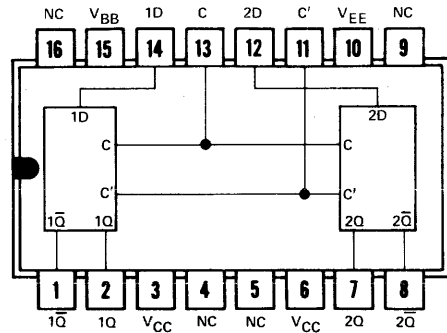 NC V_BB 1D C 2D C' V_EE NC
16 15 14 13 12 11 10 9
1D 2D
C C
C' C'
1Q̅ 1Q 2Q 2Q̅
1 2 3 4 5 6 7 8
1Q̅ 1Q V_CC NC NC V_CC 2Q 2Q̅